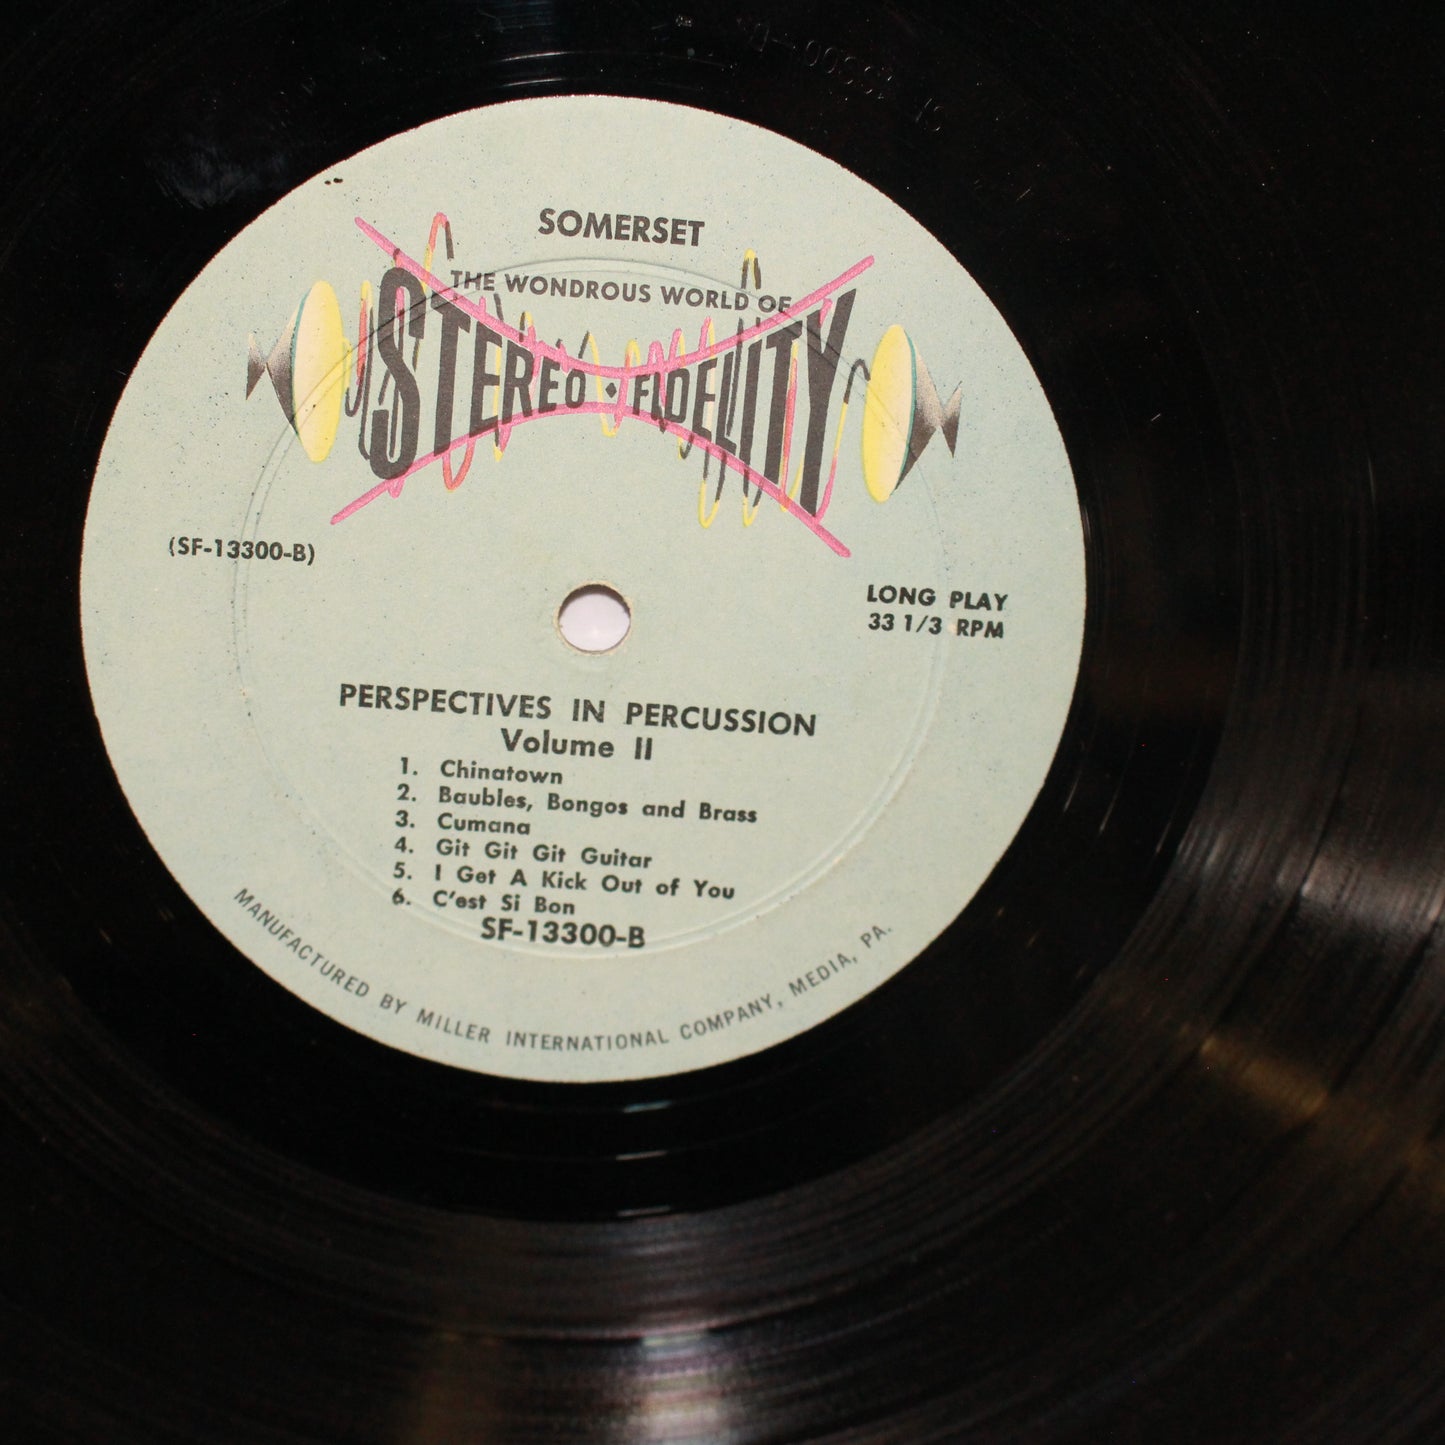 SOMERSET
THE WONDROUS WORLD OF
STEREO • FIDELITY
(SF-13300-B)
LONG PLAY
33 1/3 RPM
PERSPECTIVES IN PERCUSSION
Volume II
1. Chinatown
2. Baubles, Bongos and Brass
3. Cumana
4. Git Git Git Guitar
5. I Get A Kick Out of You
6. C'est Si Bon
SF-13300-B
MANUFACTURED BY MILLER INTERNATIONAL COMPANY, MEDIA, PA.